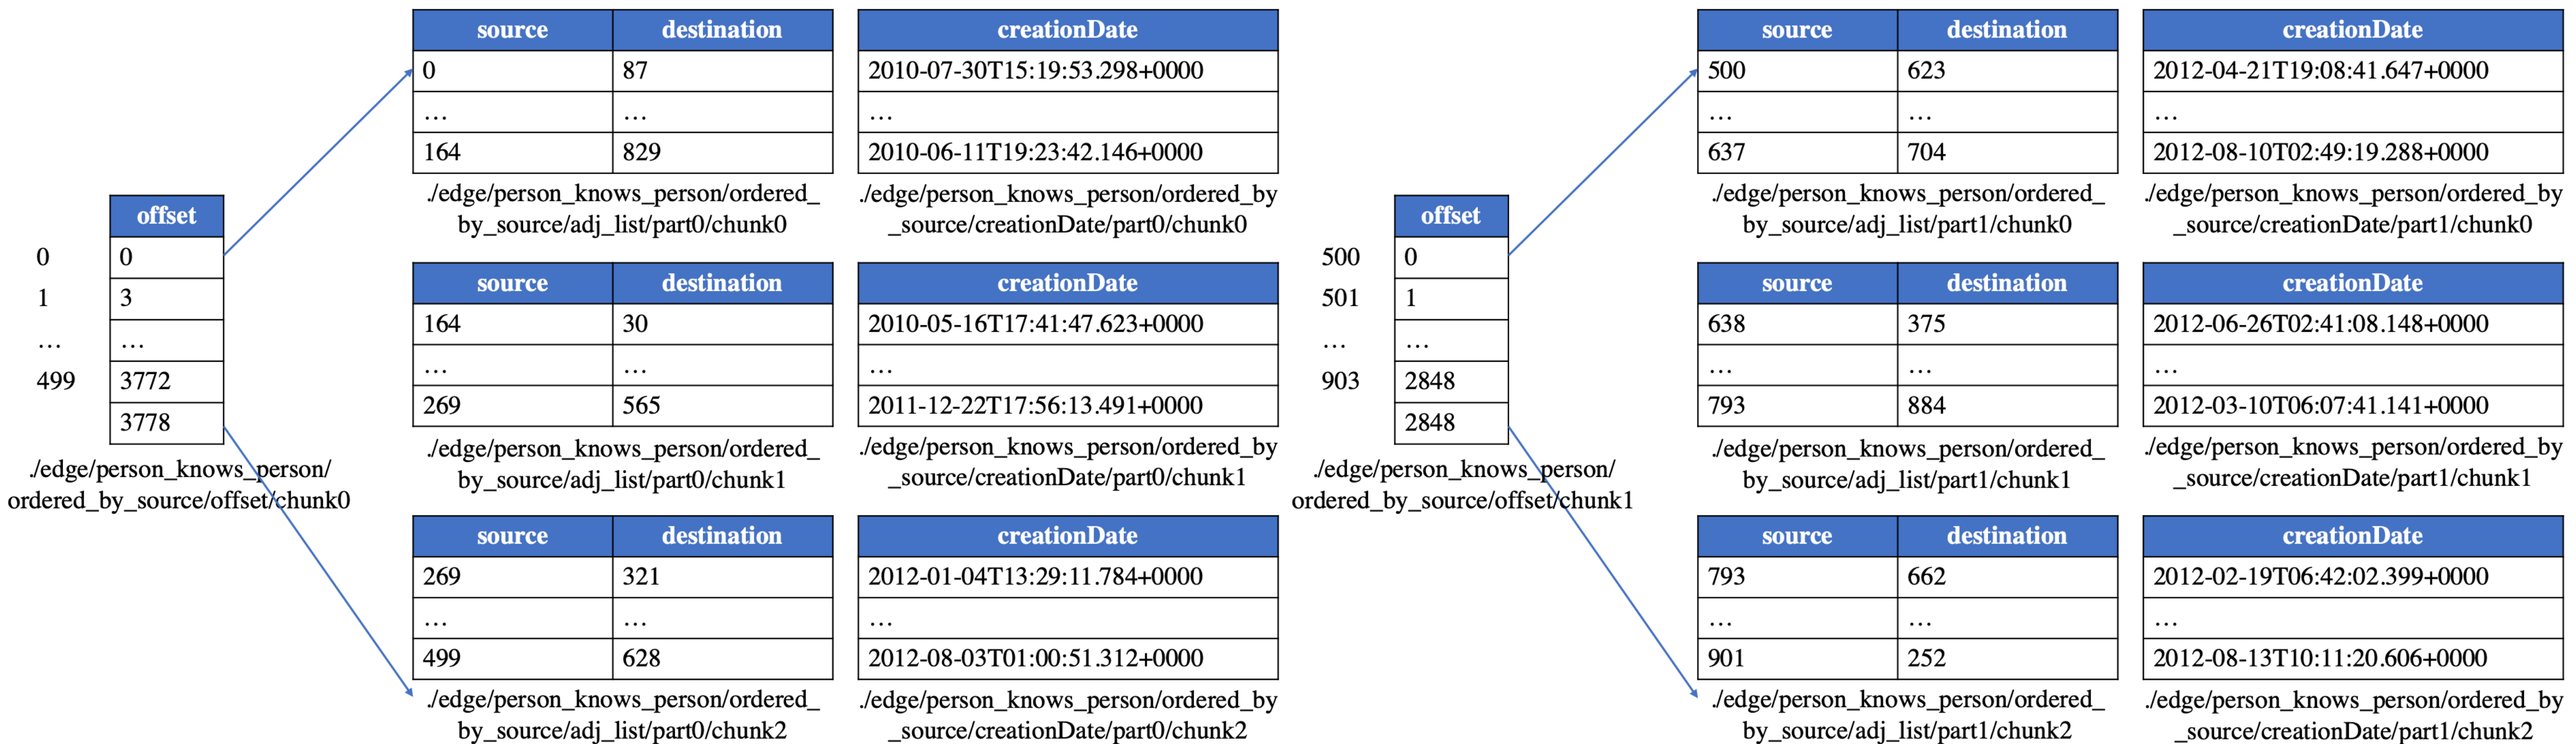 offset
0 0
1 3
… …
499 3772
3778
./edge/person_knows_person/
ordered_by_source/offset/chunk0
source destination
0 87
… …
164 829
./edge/person_knows_person/ordered_
by_source/adj_list/part0/chunk0
creationDate
2010-07-30T15:19:53.298+0000
…
2010-06-11T19:23:42.146+0000
./edge/person_knows_person/ordered_by
_source/creationDate/part0/chunk0
source destination
164 30
… …
269 565
./edge/person_knows_person/ordered_
by_source/adj_list/part0/chunk1
creationDate
2010-05-16T17:41:47.623+0000
…
2011-12-22T17:56:13.491+0000
./edge/person_knows_person/ordered_by
_source/creationDate/part0/chunk1
source destination
269 321
… …
499 628
./edge/person_knows_person/ordered_
by_source/adj_list/part0/chunk2
creationDate
2012-01-04T13:29:11.784+0000
…
2012-08-03T01:00:51.312+0000
./edge/person_knows_person/ordered_by
_source/creationDate/part0/chunk2
offset
500 0
501 1
… …
903 2848
2848
./edge/person_knows_person/
ordered_by_source/offset/chunk1
source destination
500 623
… …
637 704
./edge/person_knows_person/ordered_
by_source/adj_list/part1/chunk0
creationDate
2012-04-21T19:08:41.647+0000
…
2012-08-10T02:49:19.288+0000
./edge/person_knows_person/ordered_by
_source/creationDate/part1/chunk0
source destination
638 375
… …
793 884
./edge/person_knows_person/ordered_
by_source/adj_list/part1/chunk1
creationDate
2012-06-26T02:41:08.148+0000
…
2012-03-10T06:07:41.141+0000
./edge/person_knows_person/ordered_by
_source/creationDate/part1/chunk1
source destination
793 662
… …
901 252
./edge/person_knows_person/ordered_
by_source/adj_list/part1/chunk2
creationDate
2012-02-19T06:42:02.399+0000
…
2012-08-13T10:11:20.606+0000
./edge/person_knows_person/ordered_by
_source/creationDate/part1/chunk2